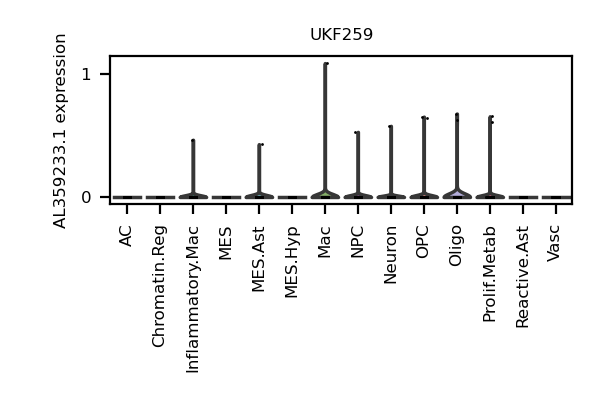 UKF259
AL359233.1 expression
1
0
AC
Chromatin.Reg
Inflammatory.Mac
MES
MES.Ast
MES.Hyp
Mac
NPC
Neuron
OPC
Oligo
Prolif.Metab
Reactive.Ast
Vasc